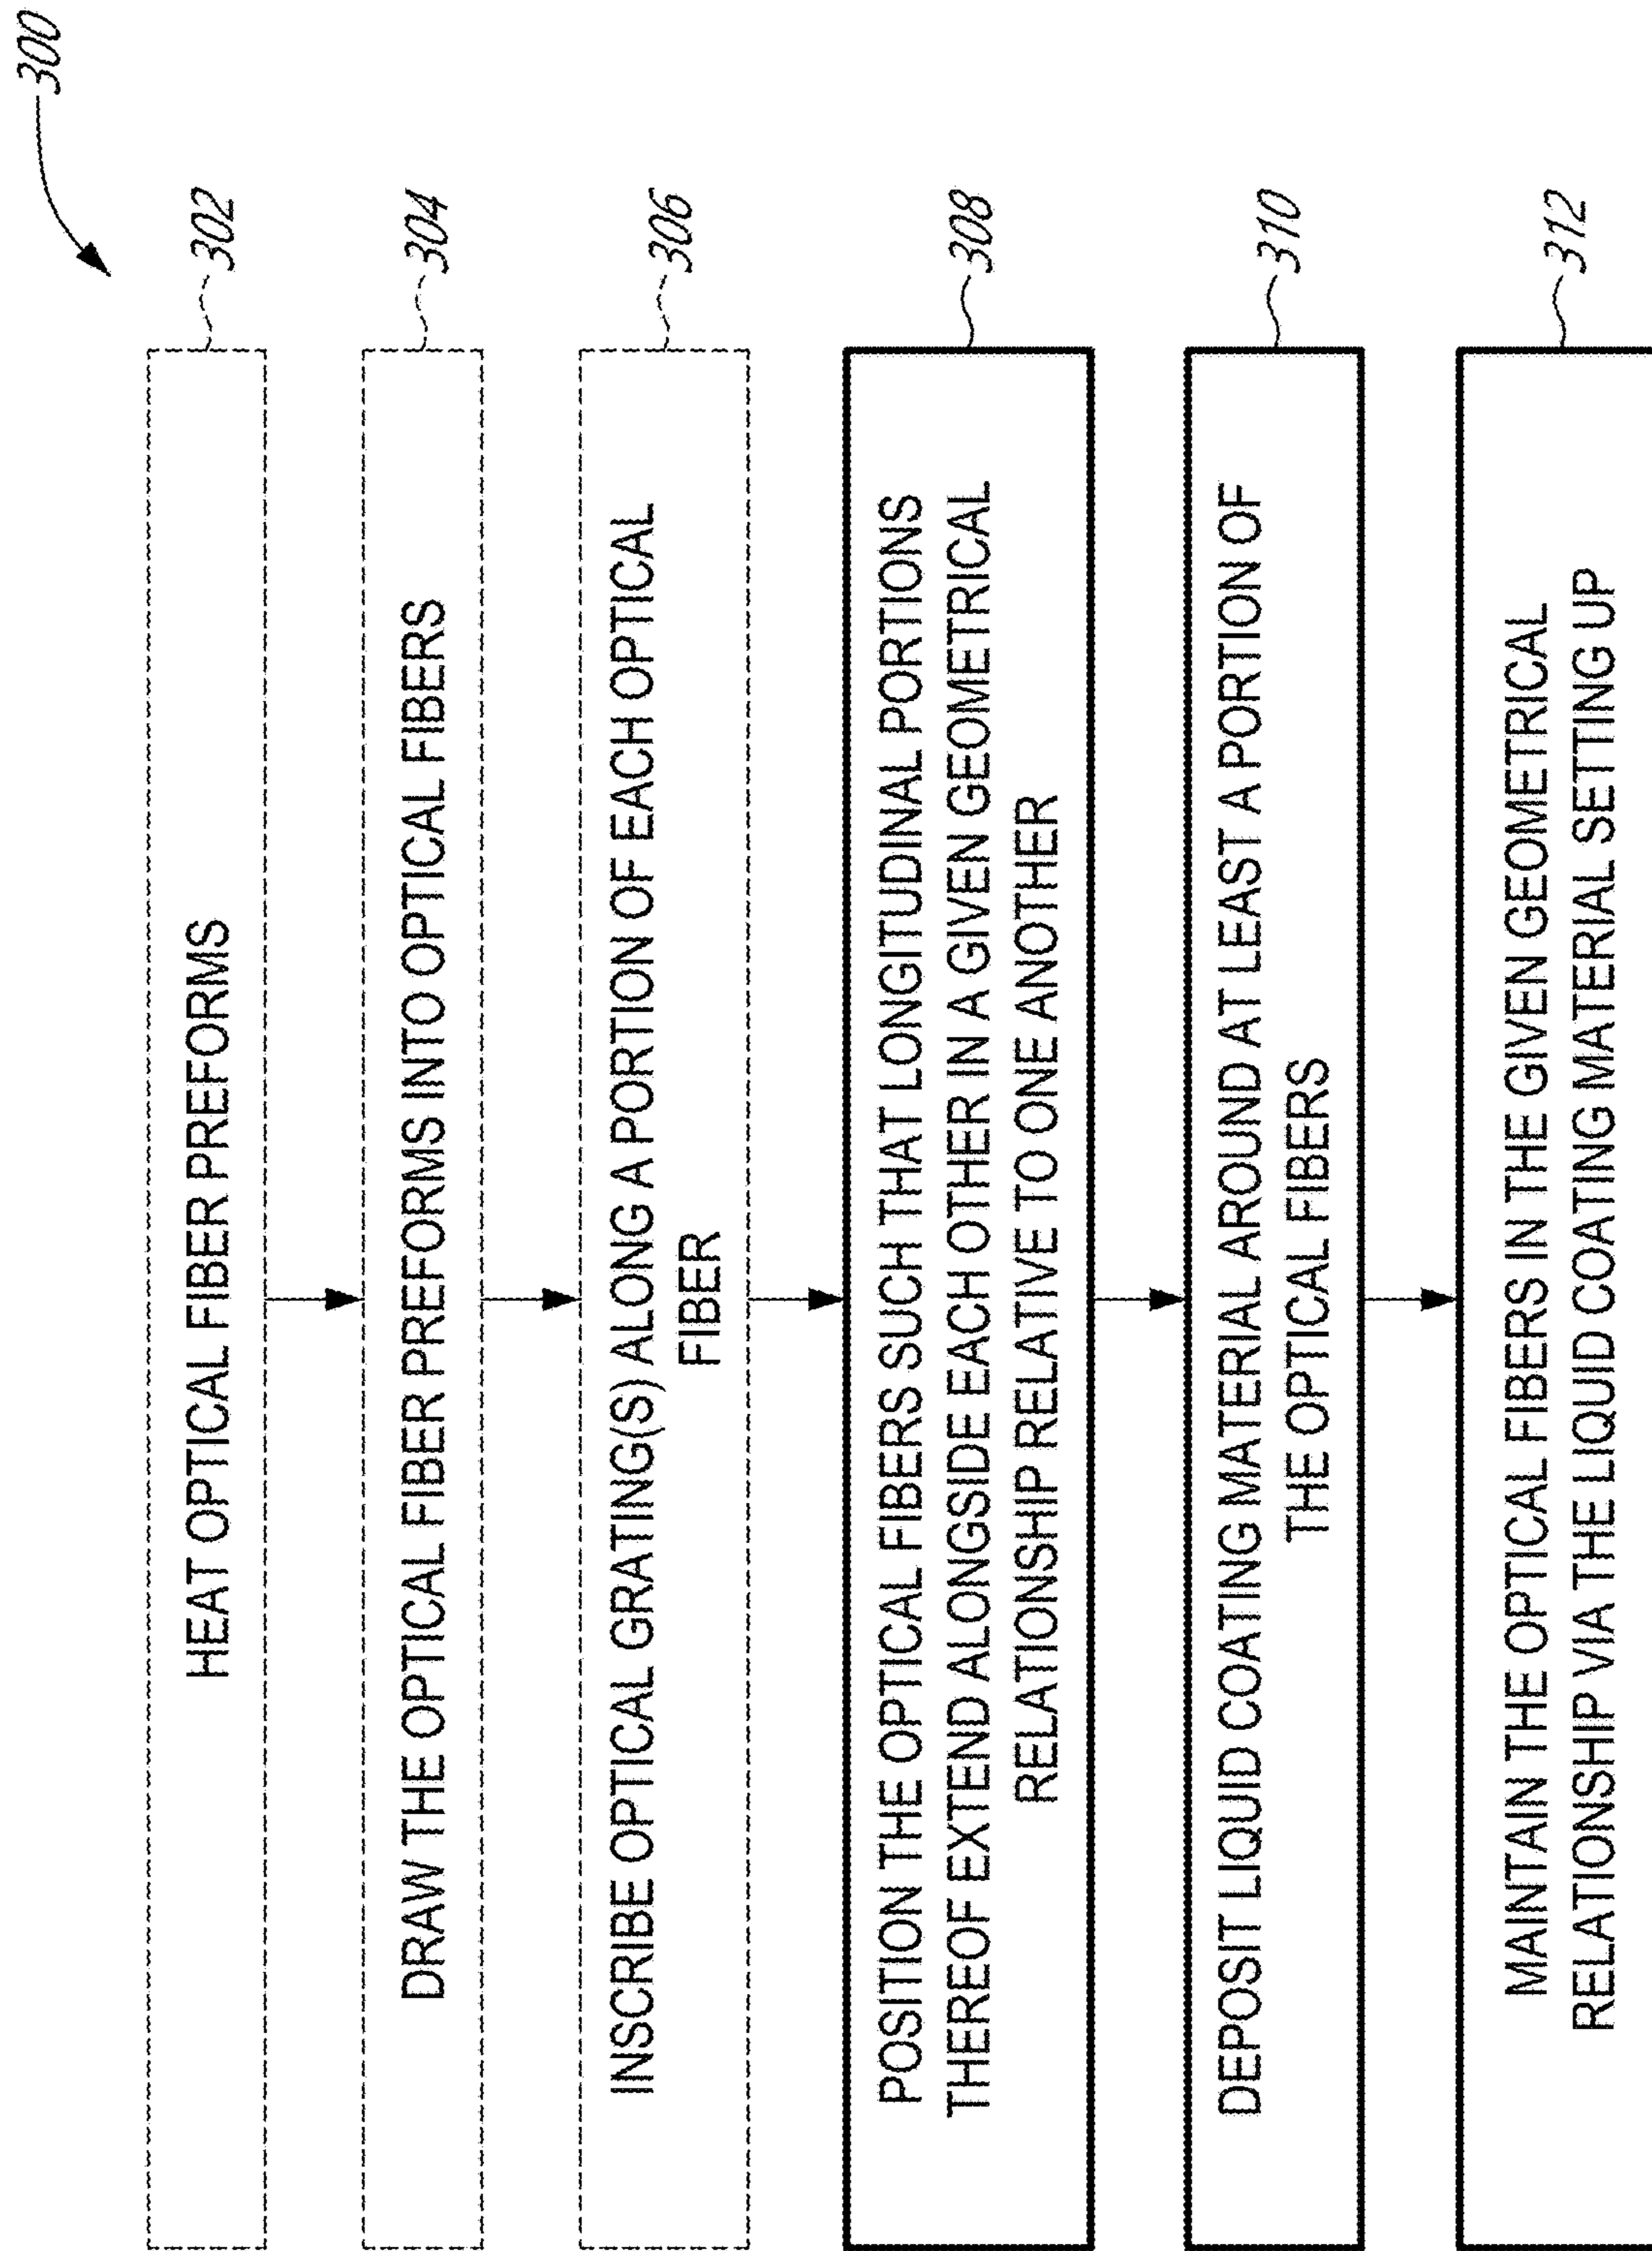 300
HEAT OPTICAL FIBER PREFORMS
302
DRAW THE OPTICAL FIBER PREFORMS INTO OPTICAL FIBERS
304
INSCRIBE OPTICAL GRATING(S) ALONG A PORTION OF EACH OPTICAL
FIBER
306
POSITION THE OPTICAL FIBERS SUCH THAT LONGITUDINAL PORTIONS
THEREOF EXTEND ALONGSIDE EACH OTHER IN A GIVEN GEOMETRICAL
RELATIONSHIP RELATIVE TO ONE ANOTHER
308
DEPOSIT LIQUID COATING MATERIAL AROUND AT LEAST A PORTION OF
THE OPTICAL FIBERS
310
MAINTAIN THE OPTICAL FIBERS IN THE GIVEN GEOMETRICAL
RELATIONSHIP VIA THE LIQUID COATING MATERIAL SETTING UP
312